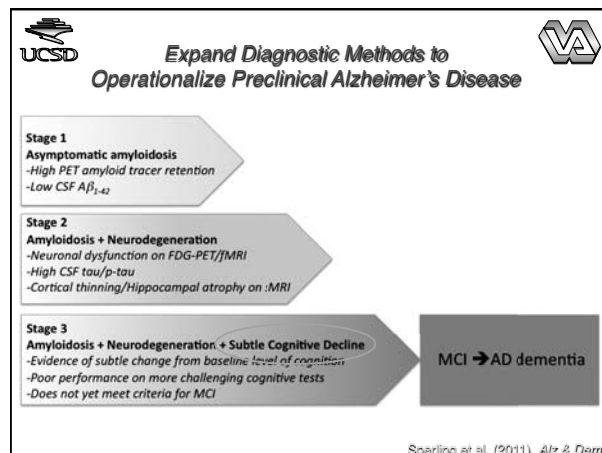 UCSD
VA
Expand Diagnostic Methods to
Operationalize Preclinical Alzheimer's Disease
Stage 1
Asymptomatic amyloidosis
-High PET amyloid tracer retention
-Low CSF Aβ1-42
Stage 2
Amyloidosis + Neurodegeneration
-Neuronal dysfunction on FDG-PET/fMRI
-High CSF tau/p-tau
-Cortical thinning/Hippocampal atrophy on :MRI
Stage 3
Amyloidosis + Neurodegeneration + Subtle Cognitive Decline
-Evidence of subtle change from baseline level of cognition
-Poor performance on more challenging cognitive tests
-Does not yet meet criteria for MCI
MCI ➔AD dementia
Sperling et al. (2011). Alz & Dem